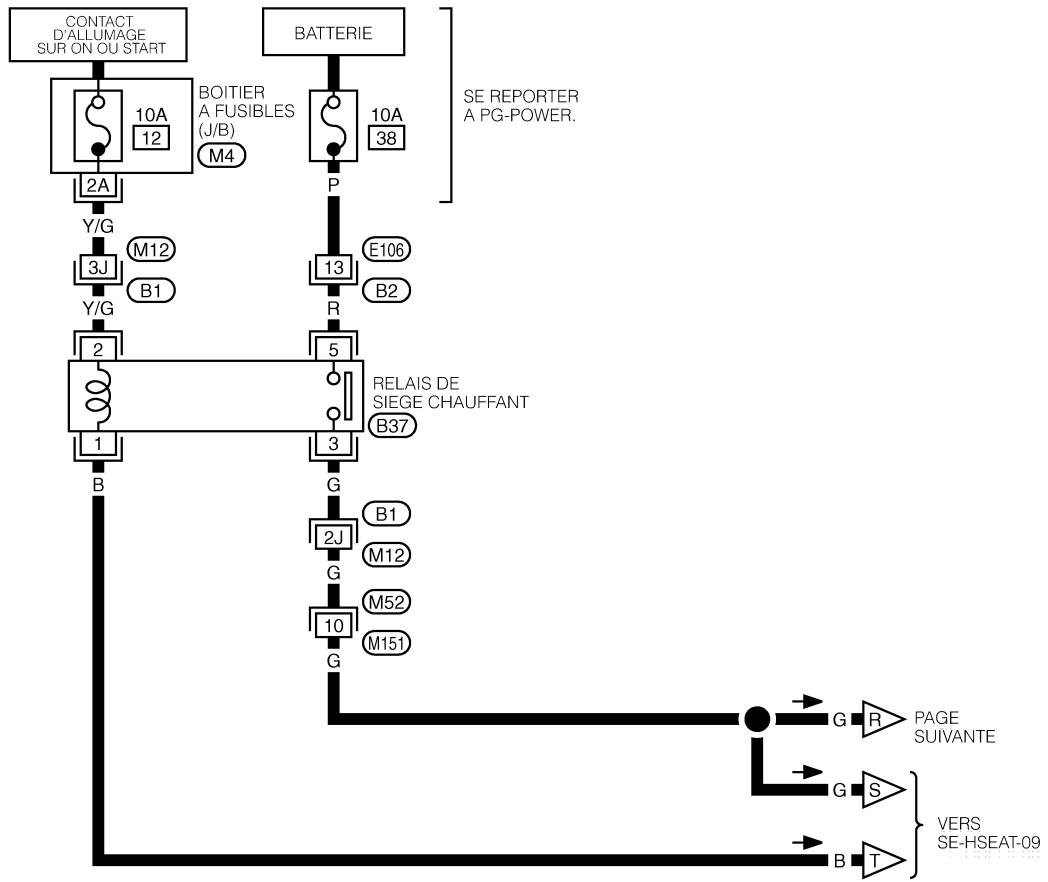 CONTACT
D'ALLUMAGE
SUR ON OU START
BATTERIE
BOITIER
A FUSIBLES
(J/B)
M4
10A
12
10A
38
SE REPORTER
A PG-POWER.
2A
P
Y/G
M12
3J
B1
E106
13
B2
Y/G
R
2
5
RELAIS DE
SIEGE CHAUFFANT
B37
1
3
B
G
B1
2J
M12
G
M52
10
M151
G
G
R
PAGE
SUIVANTE
G
S
VERS
SE-HSEAT-09
B
T